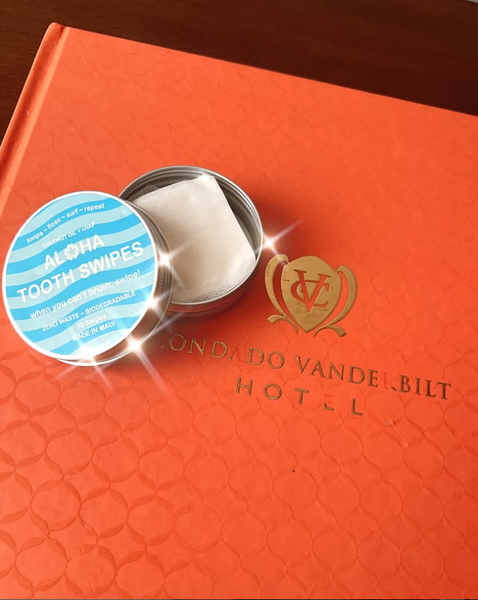 swipe ~ floss ~ surf ~ repeat
ALOHA
TOOTH SWIPES
when you can't brush, swipe!
ZERO WASTE ~ BIODEGRADABLE
Swipes
MADE IN MAUI
VC
CONDADO VANDERBILT
HOTEL